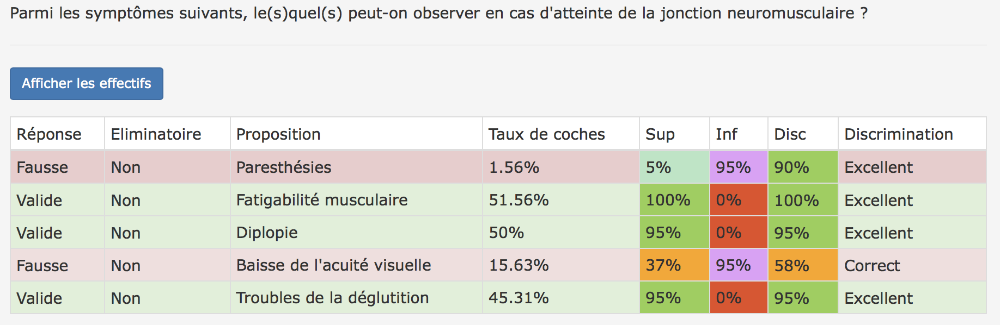 Parmi les symptômes suivants, le(s)quel(s) peut-on observer en cas d'atteinte de la jonction neuromusculaire ?
Afficher les effectifs
Réponse Eliminatoire Proposition Taux de coches Sup Inf Disc Discrimination
Fausse Non Paresthésies 1.56% 5% 95% 90% Excellent
Valide Non Fatigabilité musculaire 51.56% 100% 0% 100% Excellent
Valide Non Diplopie 50% 95% 0% 95% Excellent
Fausse Non Baisse de l'acuité visuelle 15.63% 37% 95% 58% Correct
Valide Non Troubles de la déglutition 45.31% 95% 0% 95% Excellent